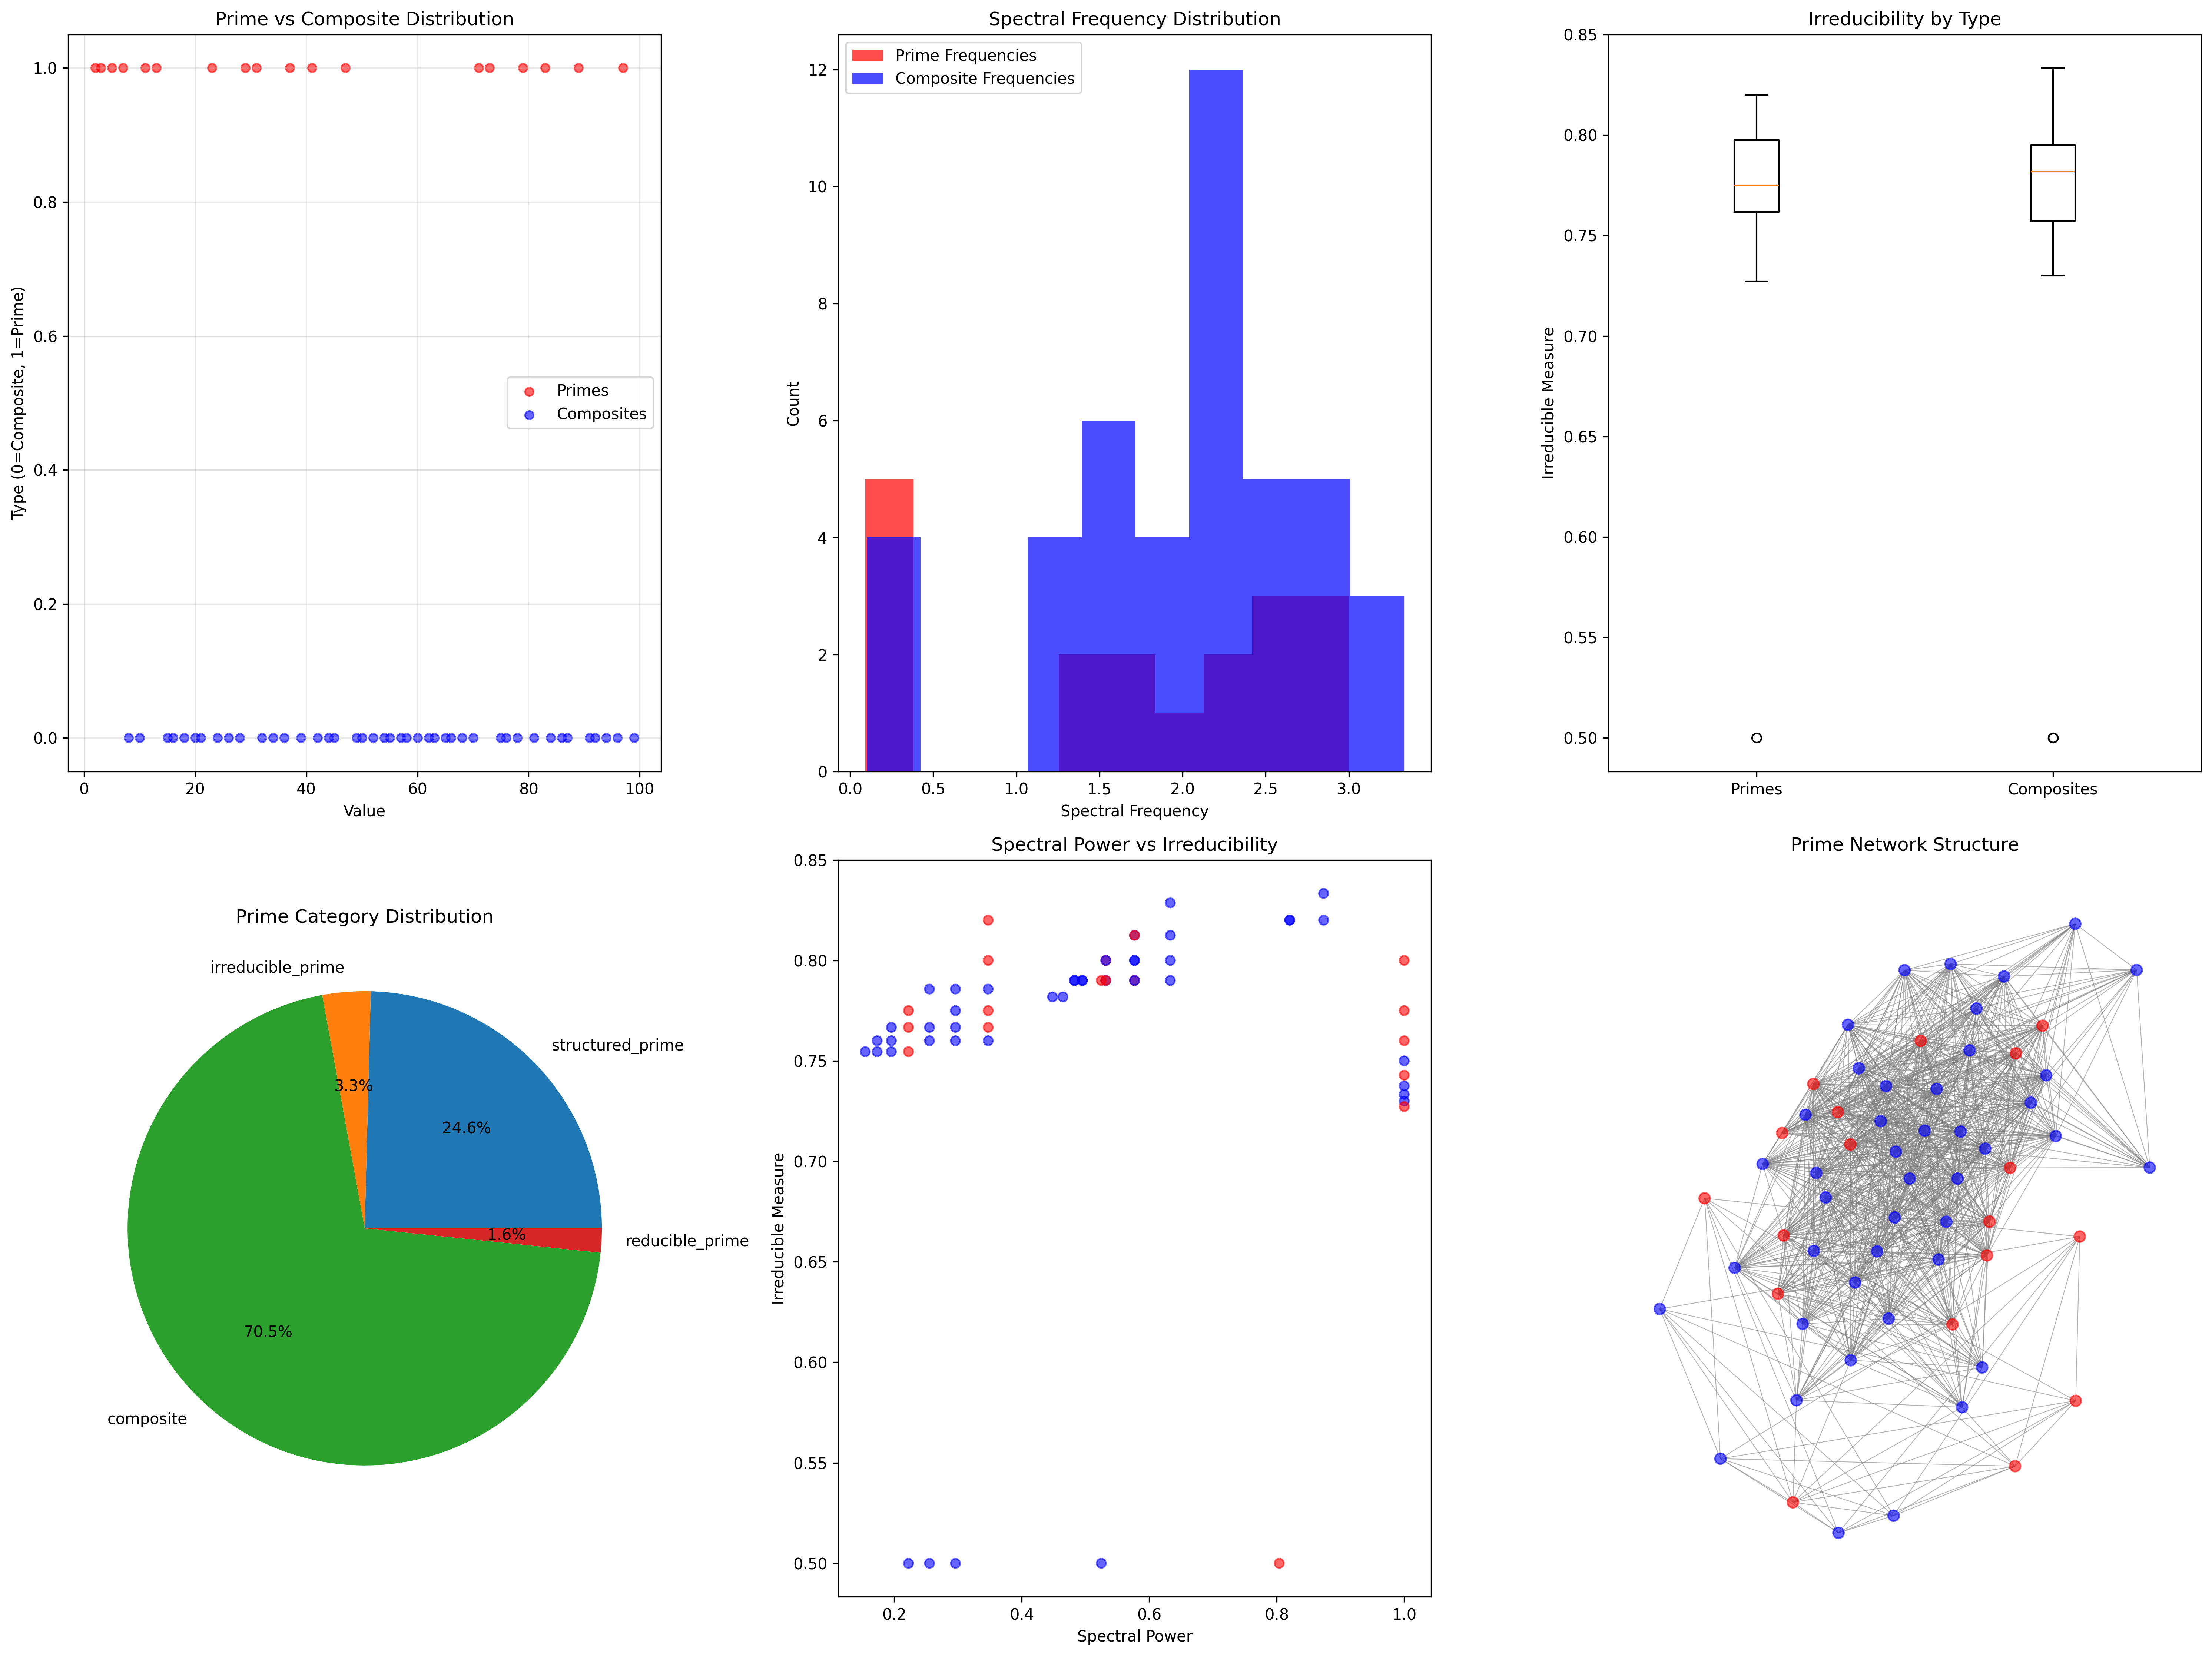 Prime vs Composite Distribution
Type (0=Composite, 1=Prime)
1.0
0.8
0.6
0.4
0.2
0.0
Primes
Composites
0 20 40 60 80 100
Value
Spectral Frequency Distribution
Prime Frequencies
Composite Frequencies
Count
12
10
8
6
4
2
0
0.0 0.5 1.0 1.5 2.0 2.5 3.0
Spectral Frequency
Irreducibility by Type
Irreducible Measure
0.85
0.80
0.75
0.70
0.65
0.60
0.55
0.50
Primes Composites
Prime Category Distribution
irreducible_prime
structured_prime
3.3%
24.6%
1.6%
reducible_prime
70.5%
composite
Spectral Power vs Irreducibility
Irreducible Measure
0.85
0.80
0.75
0.70
0.65
0.60
0.55
0.50
0.2 0.4 0.6 0.8 1.0
Spectral Power
Prime Network Structure